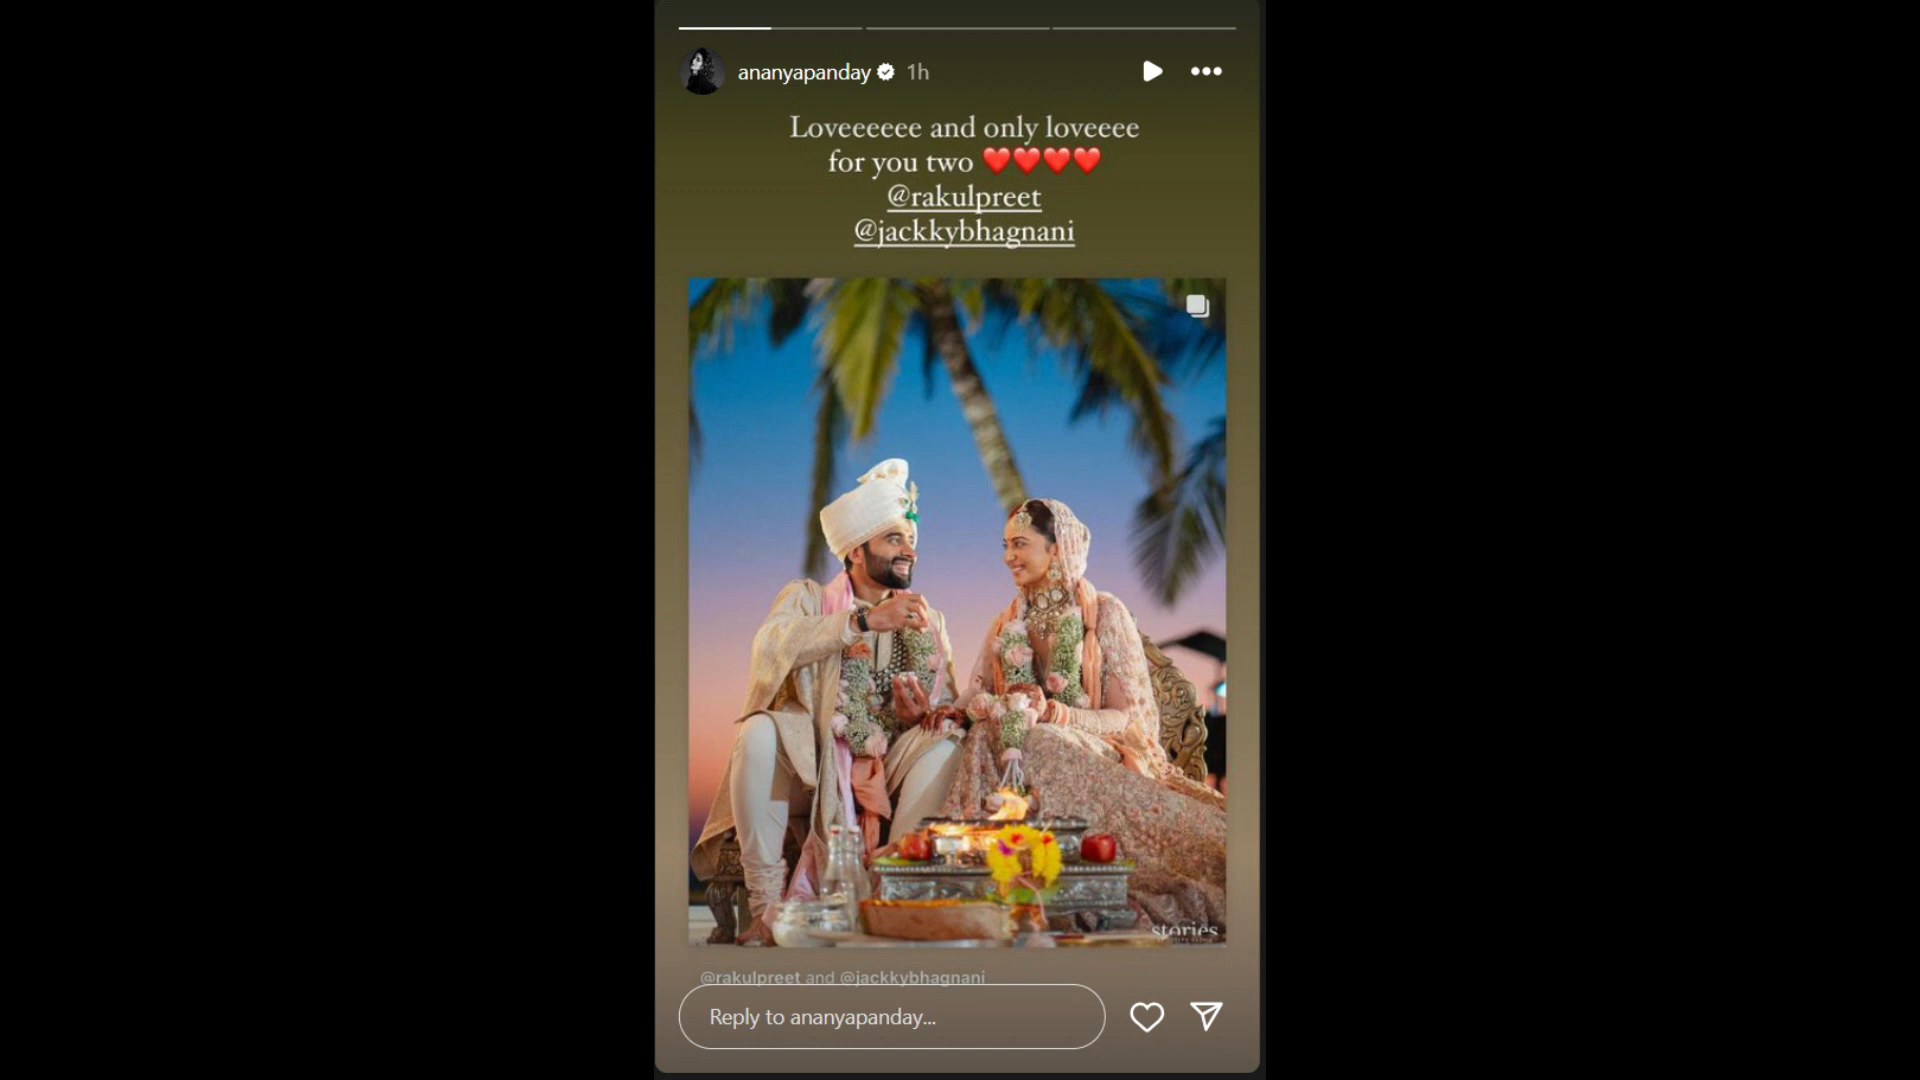 ananyapanday 1h
Loveeeeee and only loveeee
for you two ❤️❤️❤️❤️
@rakulpreet
@jackkybhagnani
stories
@rakulpreet and @jackkybhagnani
Reply to ananyapanday...